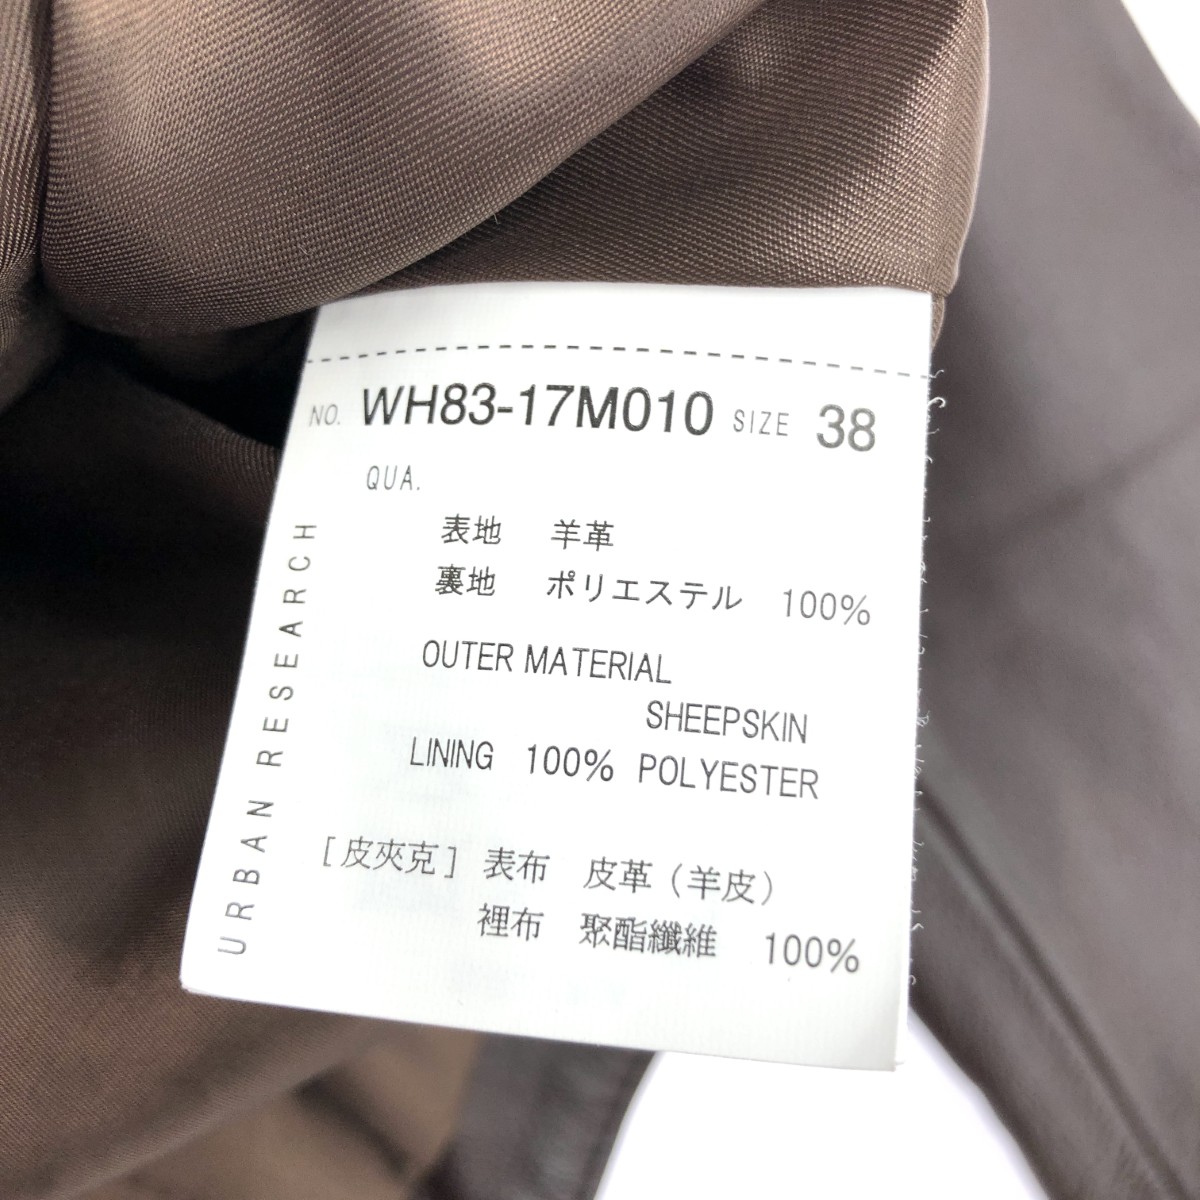 NO. WH83-17M010 SIZE 38
QUA.
表地 羊革
裏地 ポリエステル 100%
OUTER MATERIAL
SHEEPSKIN
LINING 100% POLYESTER
[皮夾克] 表布 皮革(羊皮)
裡布 聚酯纖維 100%
URBAN RESEARCH